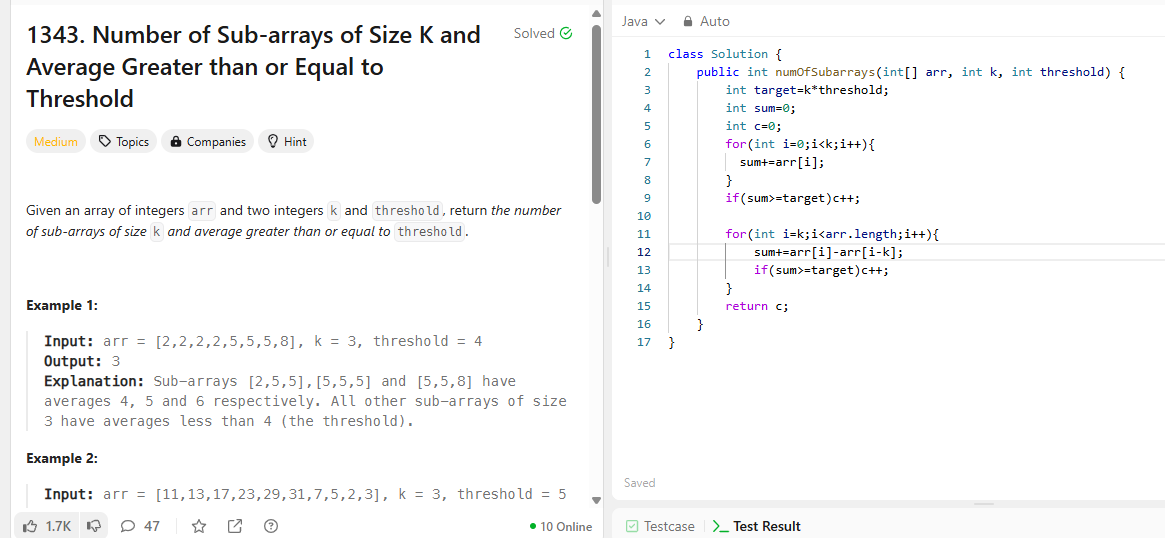 1343. Number of Sub-arrays of Size K and
Average Greater than or Equal to
Threshold
Solved
Medium
Topics
Companies
Hint
Given an array of integers arr and two integers k and threshold, return the number
of sub-arrays of size k and average greater than or equal to threshold.
Example 1:
Input: arr = [2,2,2,2,5,5,5,8], k = 3, threshold = 4
Output: 3
Explanation: Sub-arrays [2,5,5],[5,5,5] and [5,5,8] have
averages 4, 5 and 6 respectively. All other sub-arrays of size
3 have averages less than 4 (the threshold).
Example 2:
Input: arr = [11,13,17,23,29,31,7,5,2,3], k = 3, threshold = 5
1.7K
47
10 Online
Java
Auto
1 class Solution {
2 public int numOfSubarrays(int[] arr, int k, int threshold) {
3 int target=k*threshold;
4 int sum=0;
5 int c=0;
6 for(int i=0;i<k;i++){
7 sum+=arr[i];
8 }
9 if(sum>=target)c++;
10
11 for(int i=k;i<arr.length;i++){
12 sum+=arr[i]-arr[i-k];
13 if(sum>=target)c++;
14 }
15 return c;
16 }
17 }
Saved
Testcase
Test Result